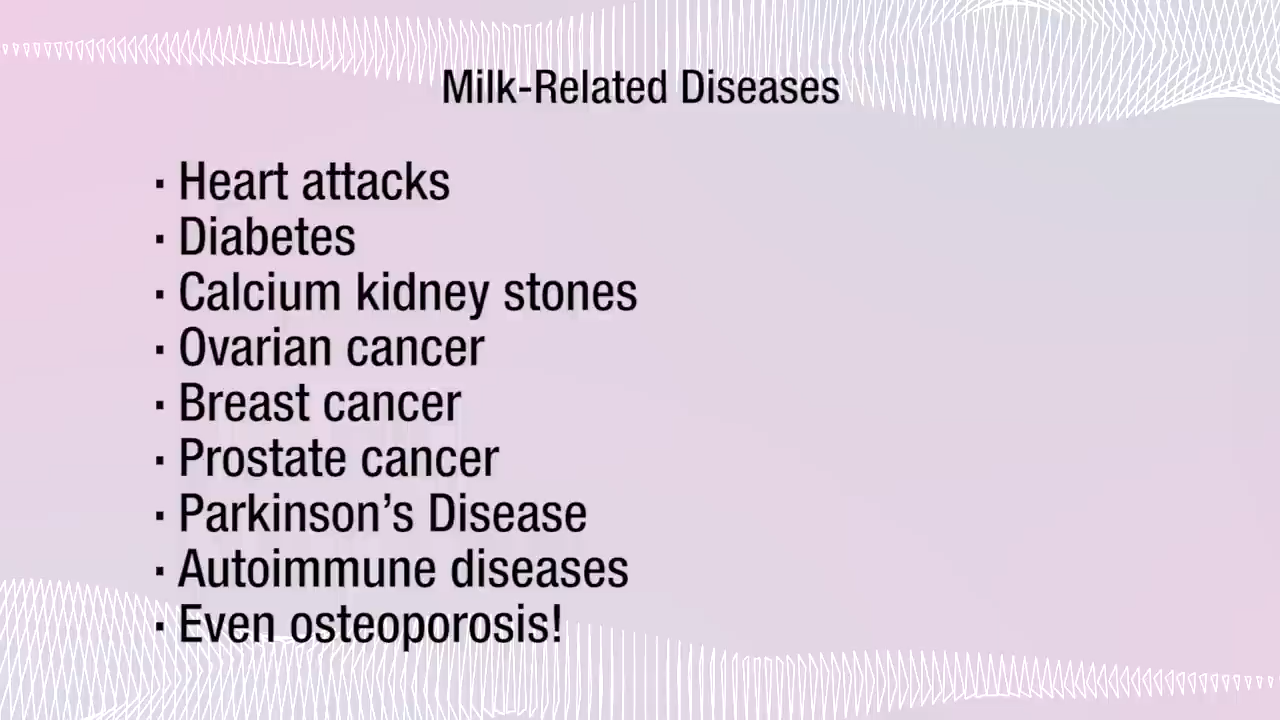 Milk-Related Diseases
· Heart attacks
· Diabetes
· Calcium kidney stones
· Ovarian cancer
· Breast cancer
· Prostate cancer
· Parkinson’s Disease
· Autoimmune diseases
· Even osteoporosis!